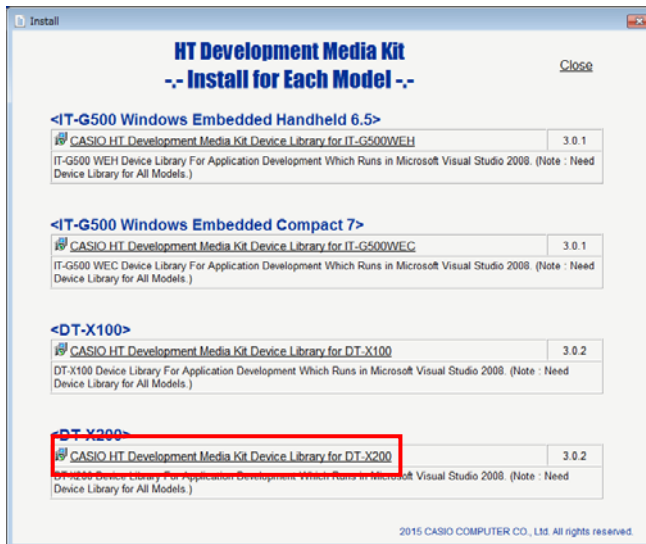 Install
HT Development Media Kit
-.- Install for Each Model -.-
Close
<IT-G500 Windows Embedded Handheld 6.5>
CASIO HT Development Media Kit Device Library for IT-G500WEH 3.0.1
IT-G500 WEH Device Library For Application Development Which Runs in Microsoft Visual Studio 2008. (Note : Need
Device Library for All Models.)
<IT-G500 Windows Embedded Compact 7>
CASIO HT Development Media Kit Device Library for IT-G500WEC 3.0.1
IT-G500 WEC Device Library For Application Development Which Runs in Microsoft Visual Studio 2008. (Note : Need
Device Library for All Models.)
<DT-X100>
CASIO HT Development Media Kit Device Library for DT-X100 3.0.2
DT-X100 Device Library For Application Development Which Runs in Microsoft Visual Studio 2008. (Note : Need
Device Library for All Models.)
<DT-X200>
CASIO HT Development Media Kit Device Library for DT-X200 3.0.2
DT-X200 Device Library For Application Development Which Runs in Microsoft Visual Studio 2008. (Note : Need
Device Library for All Models.)
2015 CASIO COMPUTER CO., Ltd. All rights reserved.